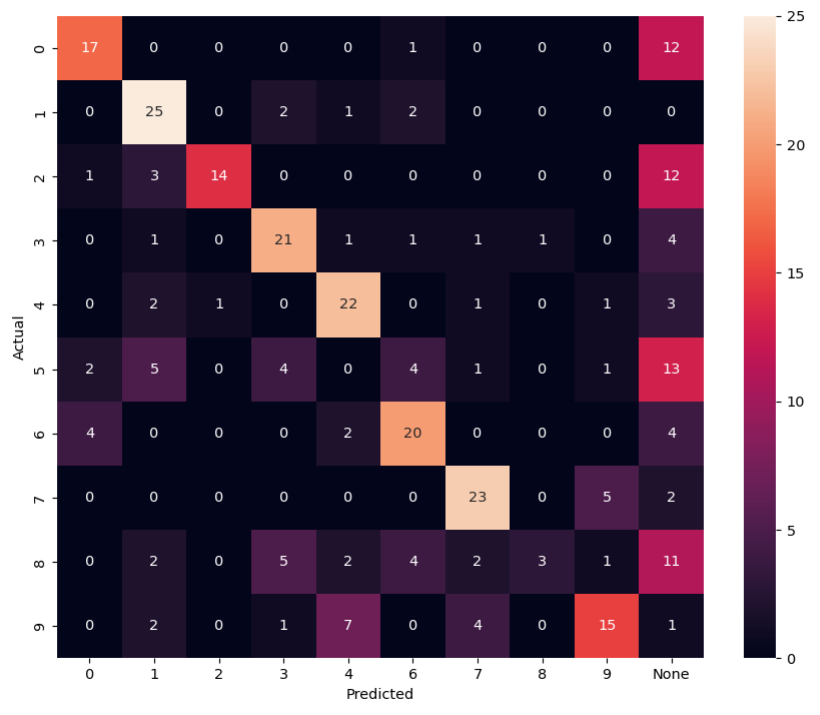 25
0 17 0 0 0 0 1 0 0 0 12
1 0 25 0 2 1 2 0 0 0 0
20
2 1 3 14 0 0 0 0 0 0 12
3 0 1 0 21 1 1 1 1 0 4
15
4 0 2 1 0 22 0 1 0 1 3
Actual
5 2 5 0 4 0 4 1 0 1 13
10
6 4 0 0 0 2 20 0 0 0 4
7 0 0 0 0 0 0 23 0 5 2
5
8 0 2 0 5 2 4 2 3 1 11
9 0 2 0 1 7 0 4 0 15 1
0
0 1 2 3 4 6 7 8 9 None
Predicted